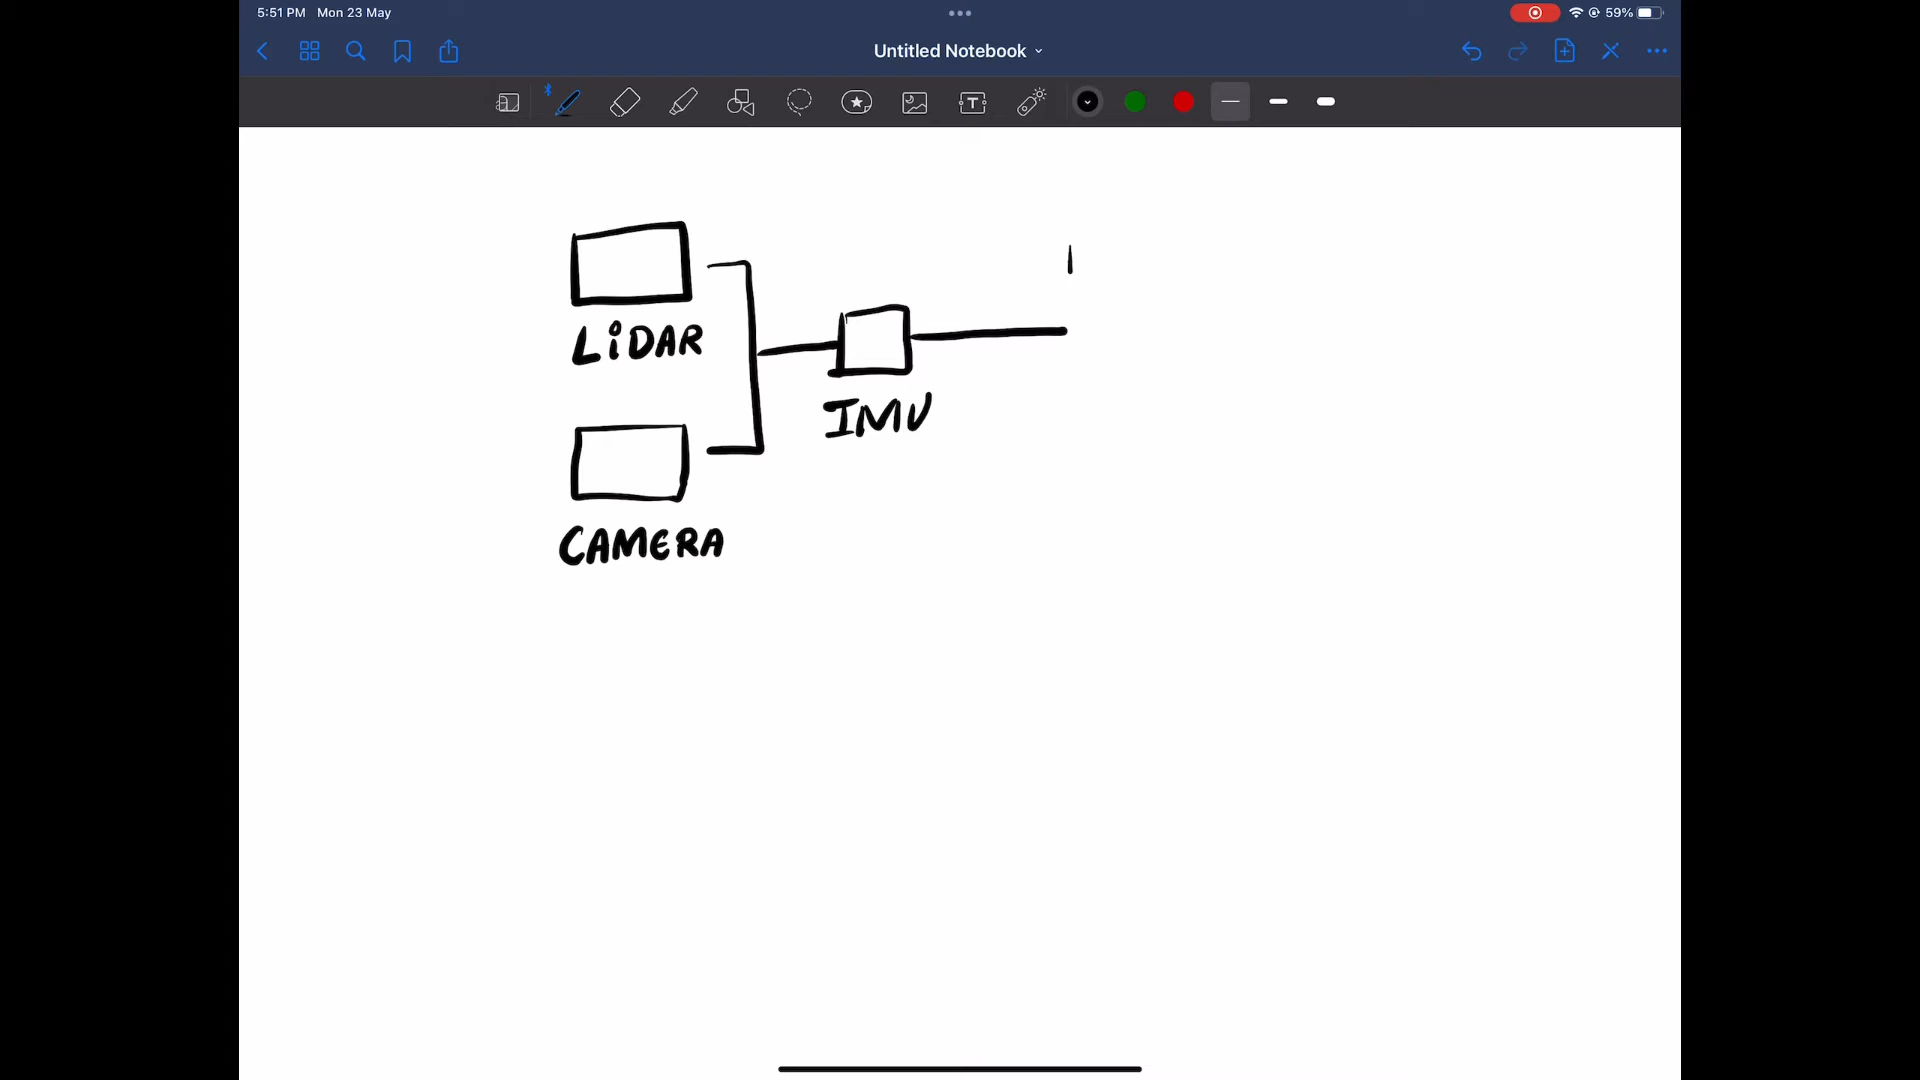 5:51 PM Mon 23 May
59%
Untitled Notebook
T
LiDAR
IMU
CAMERA